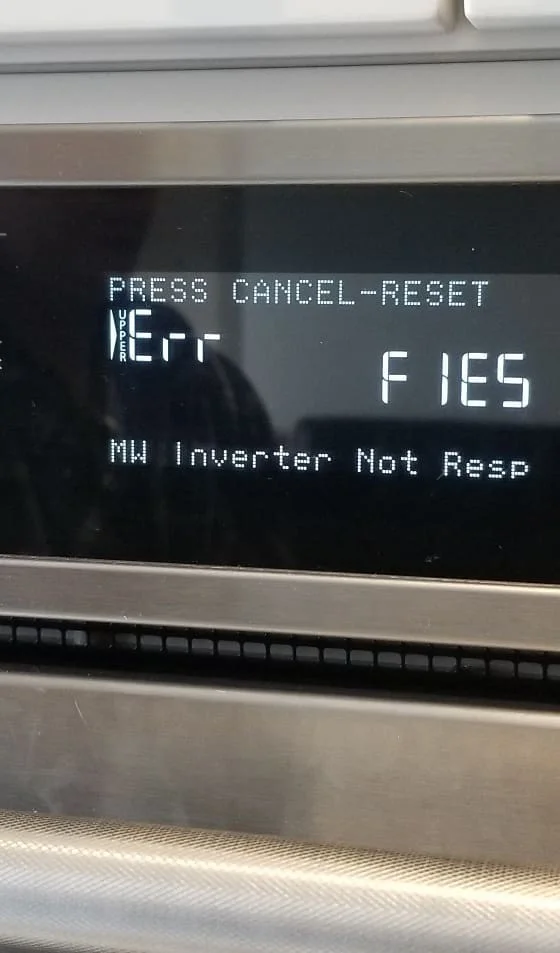 PRESS CANCEL-RESET
UPPER Err
F1E5
MW Inverter Not Resp